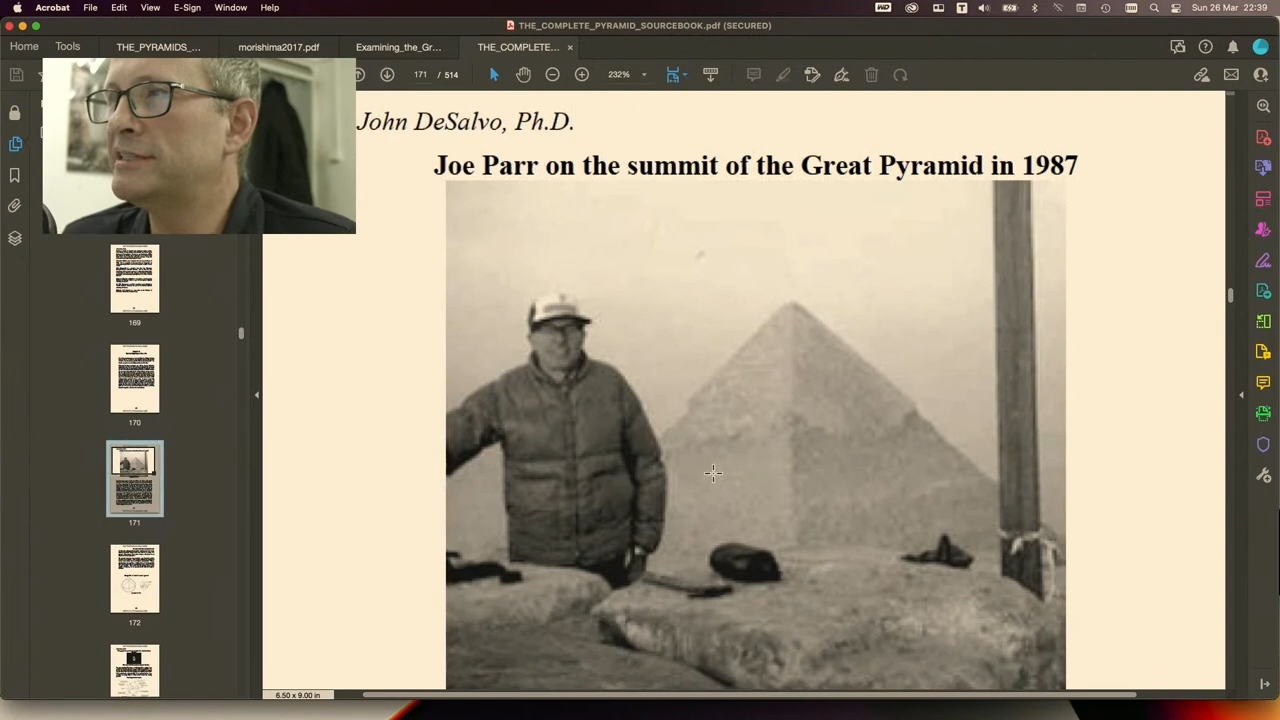 Acrobat File Edit View E-Sign Window Help
WD T Sun 26 Mar 22:39
THE_COMPLETE_PYRAMID_SOURCEBOOK.pdf (SECURED)
Home Tools THE_PYRAMIDS_... morishima2017.pdf Examining_the_Gr... THE_COMPLETE... ×
171 / 514 232%
John DeSalvo, Ph.D.
Joe Parr on the summit of the Great Pyramid in 1987
169
170
171
172
6.50 x 9.00 in